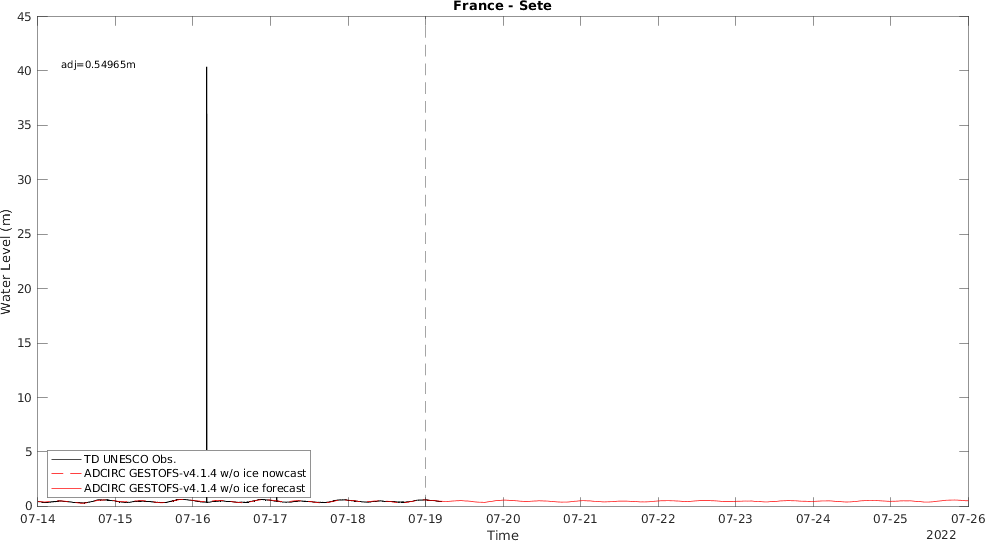 France - Sete
45
40
35
30
25
20
15
10
5
0
Water Level (m)
adj=0.54965m
TD UNESCO Obs.
ADCIRC GESTOFS-v4.1.4 w/o ice nowcast
ADCIRC GESTOFS-v4.1.4 w/o ice forecast
07-14 07-15 07-16 07-17 07-18 07-19 07-20 07-21 07-22 07-23 07-24 07-25 07-26
Time
2022